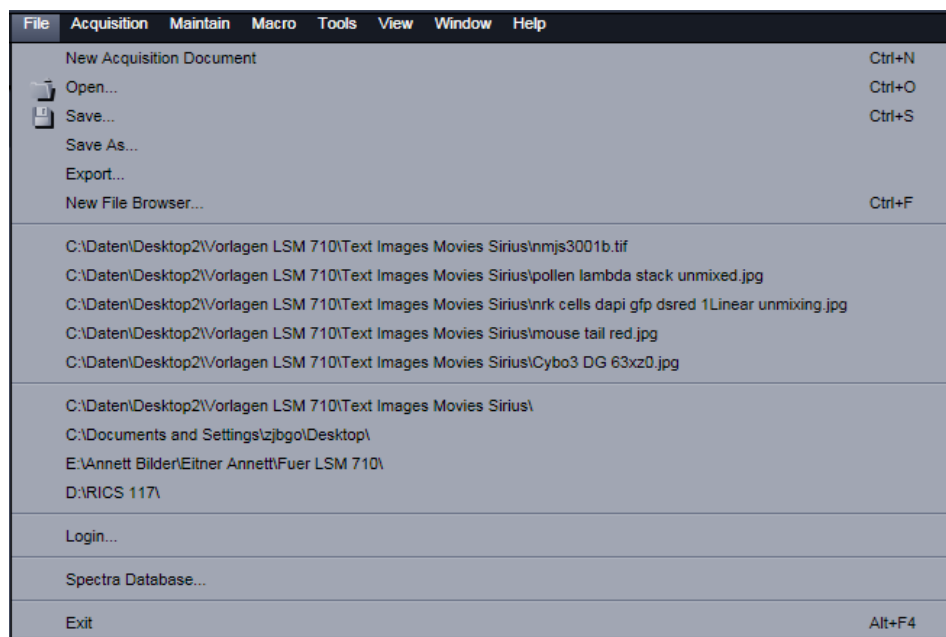 File Acquisition Maintain Macro Tools View Window Help
New Acquisition Document Ctrl+N
Open... Ctrl+O
Save... Ctrl+S
Save As...
Export...
New File Browser... Ctrl+F
C:\Daten\Desktop2\Vorlagen LSM 710\Text Images Movies Sirius\nmjs3001b.tif
C:\Daten\Desktop2\Vorlagen LSM 710\Text Images Movies Sirius\pollen lambda stack unmixed.jpg
C:\Daten\Desktop2\Vorlagen LSM 710\Text Images Movies Sirius\nrk cells dapi gfp dsred 1Linear unmixing.jpg
C:\Daten\Desktop2\Vorlagen LSM 710\Text Images Movies Sirius\mouse tail red.jpg
C:\Daten\Desktop2\Vorlagen LSM 710\Text Images Movies Sirius\Cybo3 DG 63xz0.jpg
C:\Daten\Desktop2\Vorlagen LSM 710\Text Images Movies Sirius\
C:\Documents and Settings\zjbgo\Desktop\
E:\Annett Bilder\Eitner Annett\Fuer LSM 710\
D:\RICS 117\
Login...
Spectra Database...
Exit Alt+F4